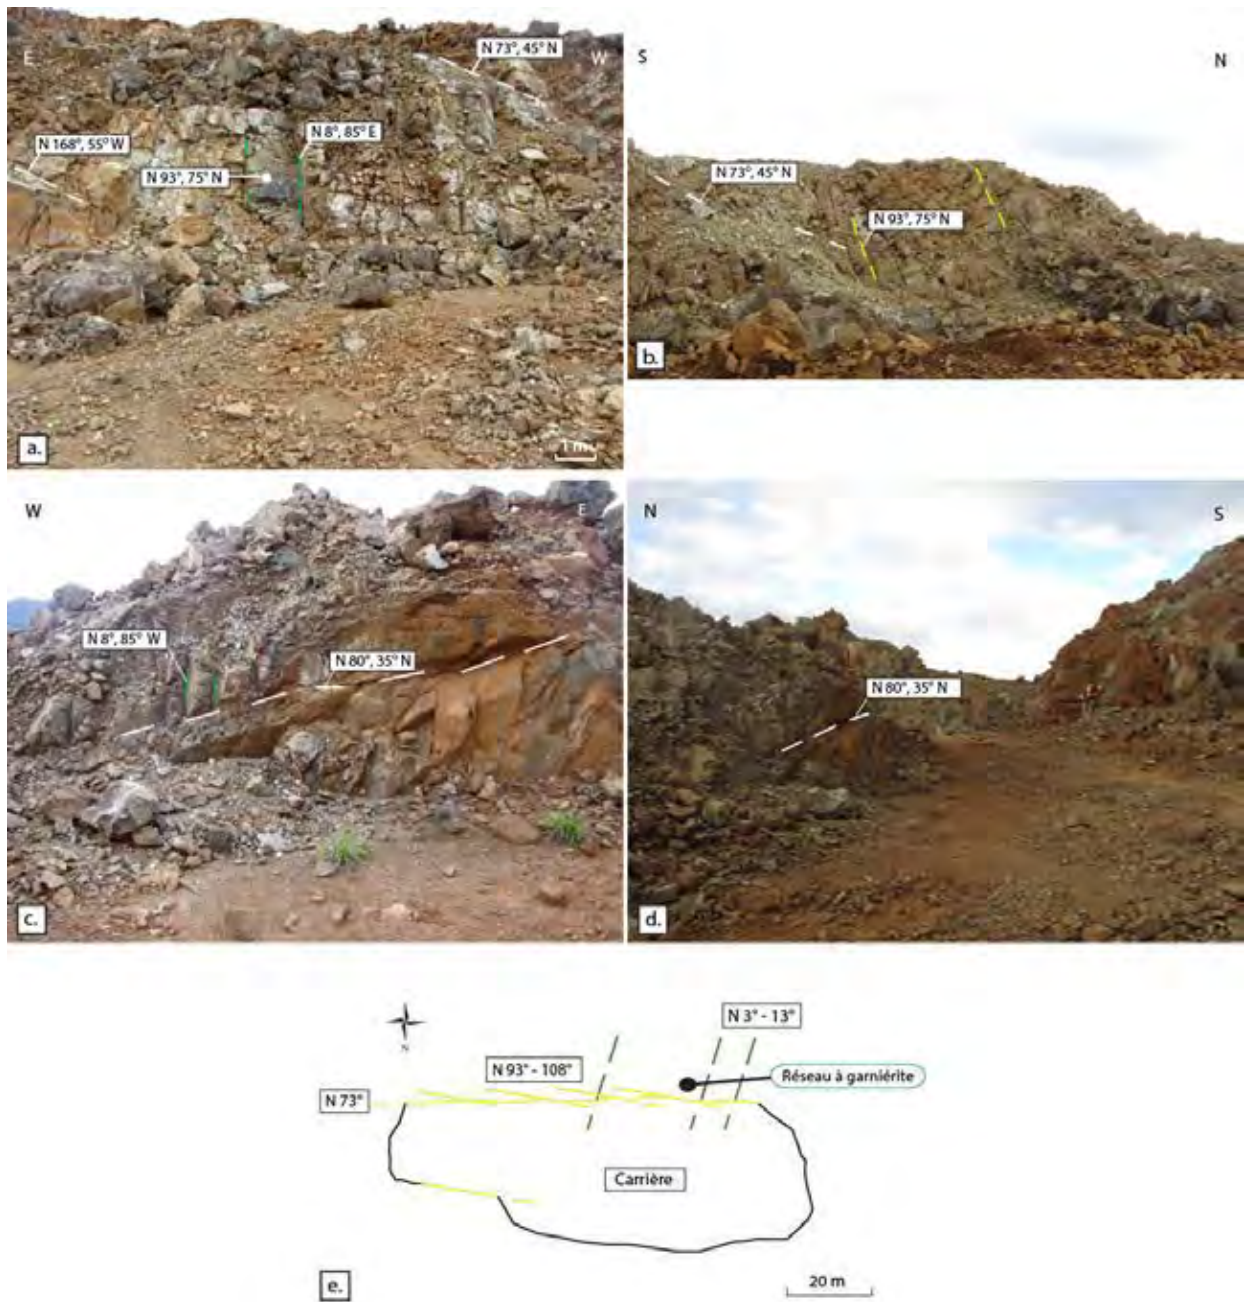 E
W
N 73°, 45° N
N 8°, 85° E
N 168°, 55° W
N 93°, 75° N
1 m
a.
S
N
N 73°, 45° N
N 93°, 75° N
b.
W
E
N 8°, 85° W
N 80°, 35° N
c.
N
S
N 80°, 35° N
d.
N
N 3° - 13°
N 93° - 108°
Réseau à garniérite
N 73°
Carrière
20 m
e.